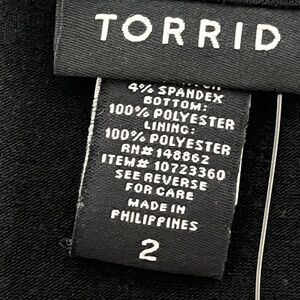 TORRID
4% SPANDEX
BOTTOM:
100% POLYESTER
LINING:
100% POLYESTER
RN# 148862
ITEM# 10723360
SEE REVERSE
FOR CARE
MADE IN
PHILIPPINES
2